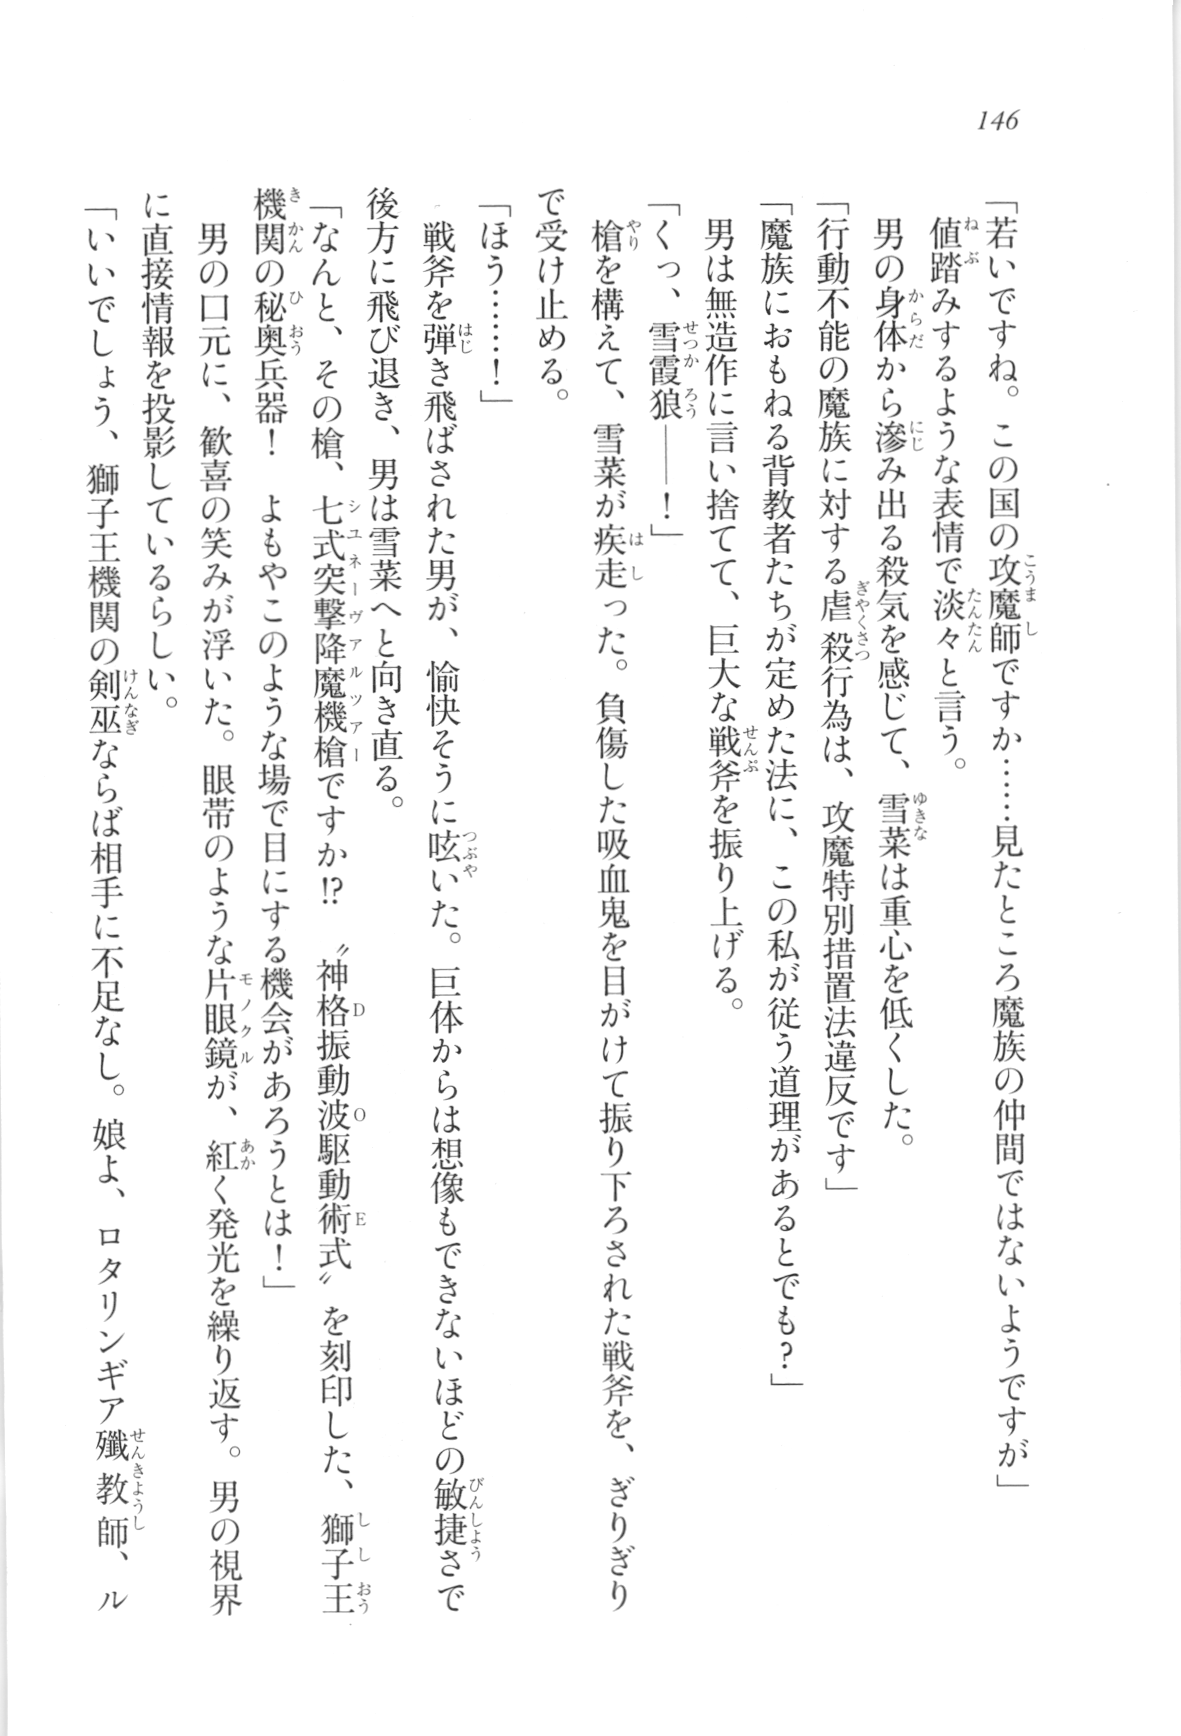 146
「若いですね。この国の攻魔師ですか……見たところ魔族の仲間ではないようですが」
値踏みするような表情で淡々と言う。
男の身体から滲み出る殺気を感じて、雪菜は重心を低くした。
「行動不能の魔族に対する虐殺行為は、攻魔特別措置法違反です」
「魔族におもねる背教者たちが定めた法に、この私が従う道理があるとでも?」
男は無造作に言い捨てて、巨大な戦斧を振り上げる。
「くっ、雪霞狼――!」
槍を構えて、雪菜が疾走った。負傷した吸血鬼を目がけて振り下ろされた戦斧を、ぎりぎり
で受け止める。
「ほう……!」
戦斧を弾き飛ばされた男が、愉快そうに呟いた。巨体からは想像もできないほどの敏捷さで
後方に飛び退き、男は雪菜へと向き直る。
「なんと、その槍、七式突撃降魔機槍ですか!? 〝神格振動波駆動術式〟を刻印した、獅子王
機関の秘奥兵器! よもやこのような場で目にする機会があろうとは!」
男の口元に、歓喜の笑みが浮いた。眼帯のような片眼鏡が、紅く発光を繰り返す。男の視界
に直接情報を投影しているらしい。
「いいでしょう、獅子王機関の剣巫ならば相手に不足なし。娘よ、ロタリンギア殲教師、ル